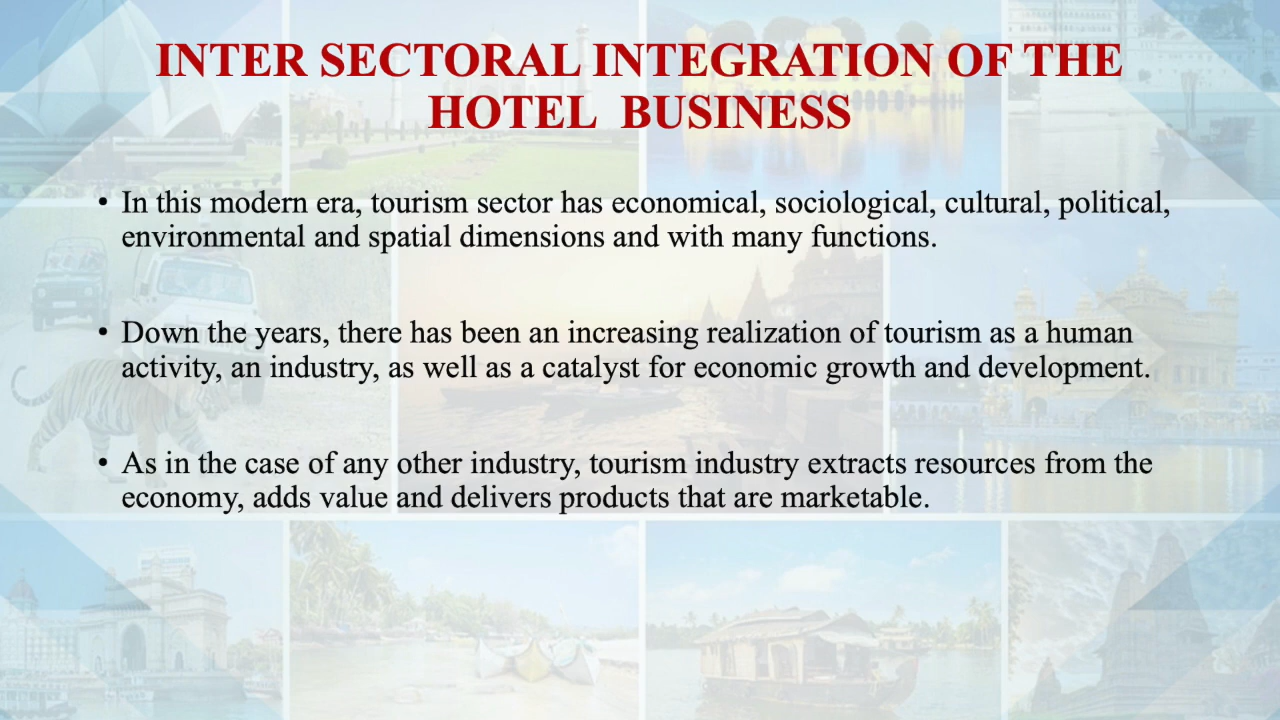 INTER SECTORAL INTEGRATION OF THE
HOTEL BUSINESS
• In this modern era, tourism sector has economical, sociological, cultural, political,
environmental and spatial dimensions and with many functions.
• Down the years, there has been an increasing realization of tourism as a human
activity, an industry, as well as a catalyst for economic growth and development.
• As in the case of any other industry, tourism industry extracts resources from the
economy, adds value and delivers products that are marketable.